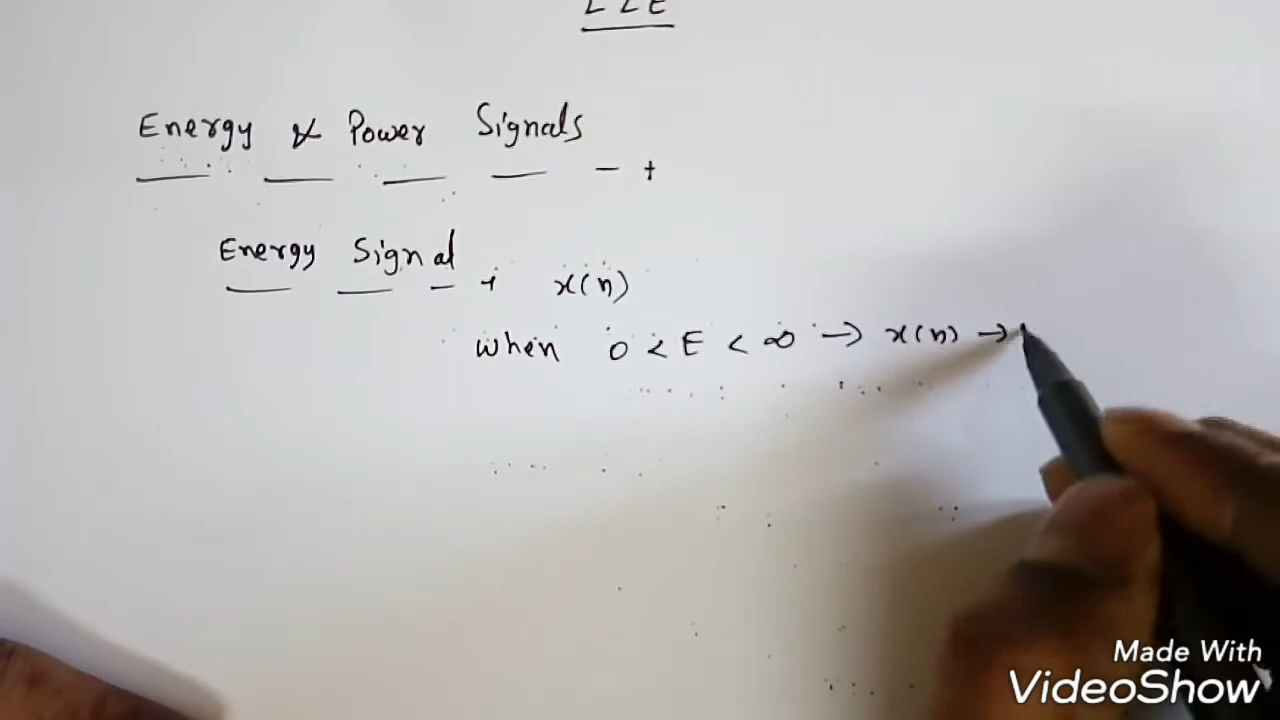 Energy & Power Signals
Energy Signal x(n)
when 0 < E < ∞ → x(n) →
Made With
VideoShow